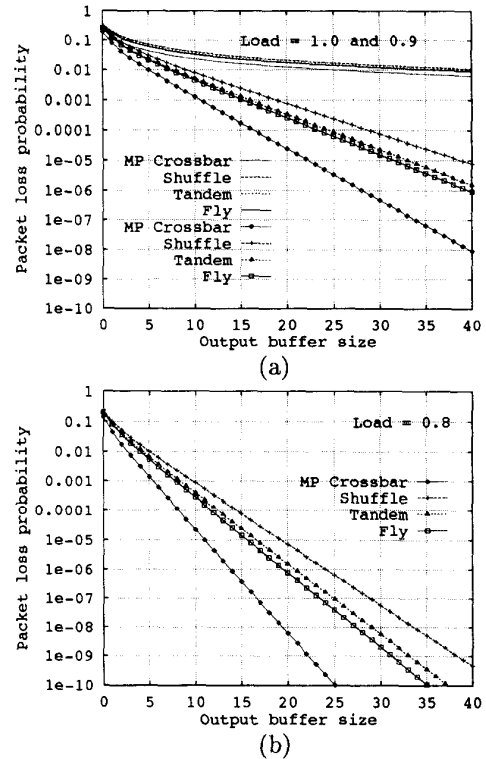 1
Load = 1.0 and 0.9
0.1
0.01
0.001
0.0001
1e-05
1e-06
1e-07
1e-08
1e-09
1e-10
Packet loss probability
MP Crossbar
Shuffle
Tandem
Fly
MP Crossbar
Shuffle
Tandem
Fly
0 5 10 15 20 25 30 35 40
Output buffer size
(a)
1
Load = 0.8
0.1
0.01
0.001
0.0001
1e-05
1e-06
1e-07
1e-08
1e-09
1e-10
Packet loss probability
MP Crossbar
Shuffle
Tandem
Fly
0 5 10 15 20 25 30 35 40
Output buffer size
(b)